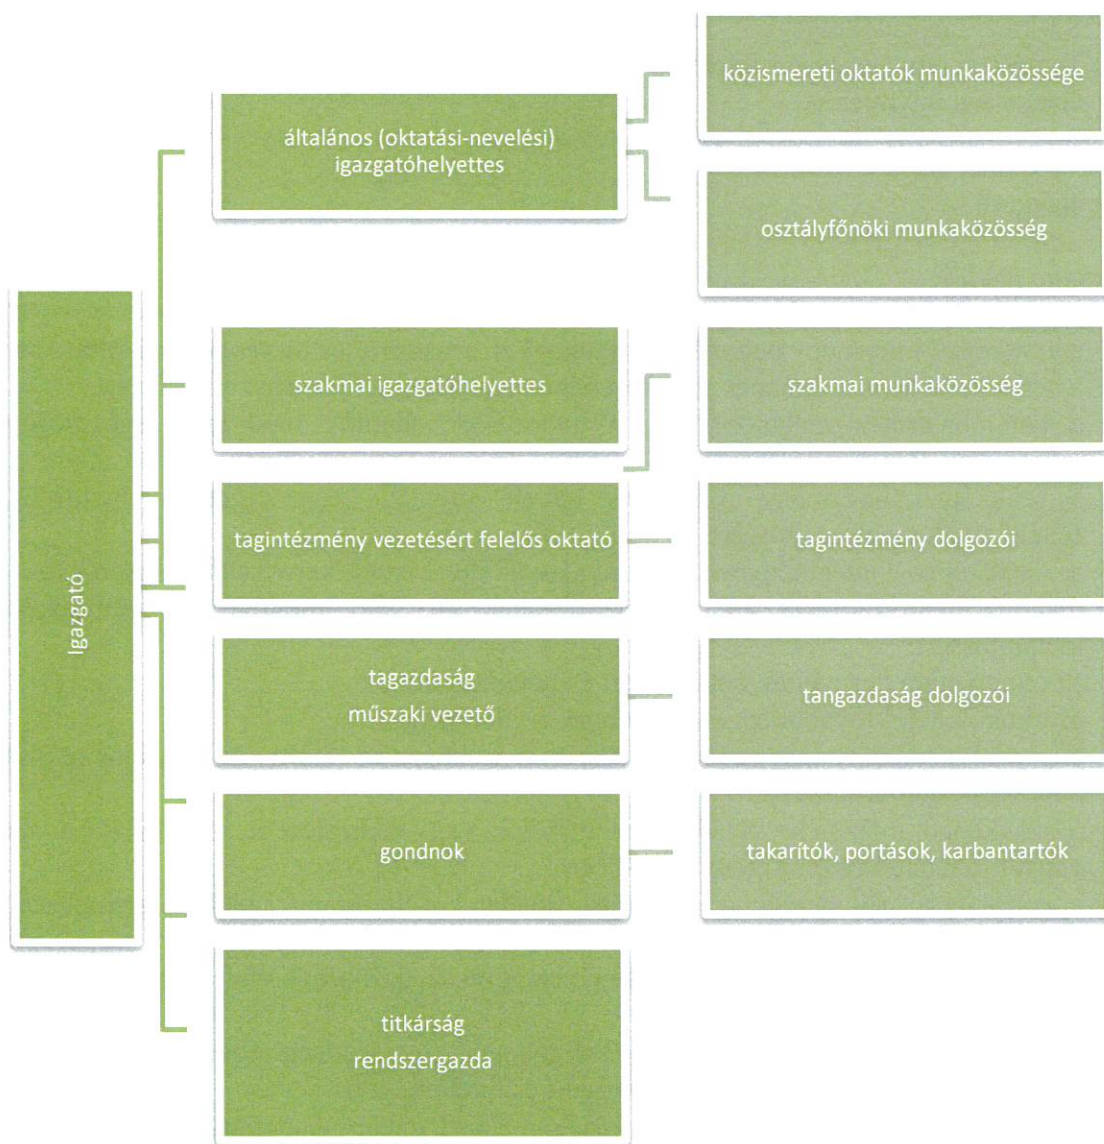 Igazgató
általános (oktatási-nevelési)
igazgatóhelyettes
közismereti oktatók munkaközössége
osztályfőnöki munkaközösség
szakmai igazgatóhelyettes
szakmai munkaközösség
tagintézmény vezetésért felelős oktató
tagintézmény dolgozói
tagazdaság
műszaki vezető
tangazdaság dolgozói
gondnok
takarítók, portások, karbantartók
titkárság
rendszergazda